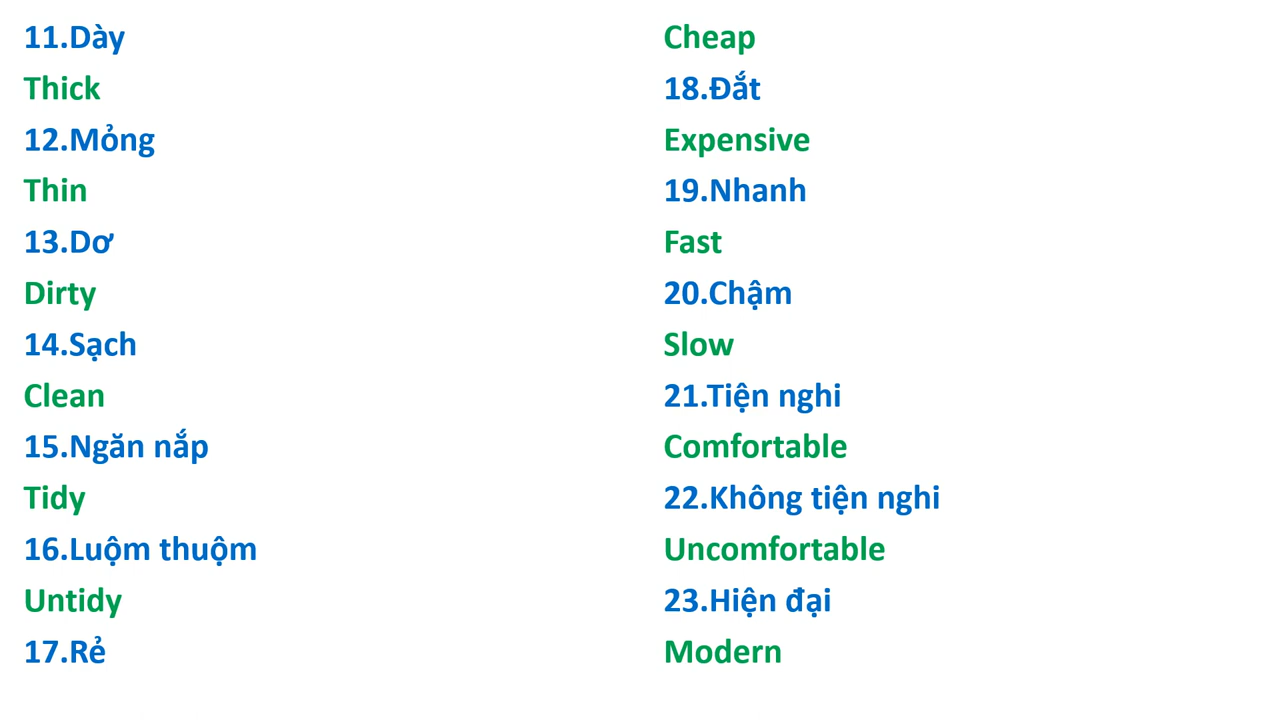 11.Dày
Thick
12.Mỏng
Thin
13.Dơ
Dirty
14.Sạch
Clean
15.Ngăn nắp
Tidy
16.Luộm thuộm
Untidy
17.Rẻ
Cheap
18.Đắt
Expensive
19.Nhanh
Fast
20.Chậm
Slow
21.Tiện nghi
Comfortable
22.Không tiện nghi
Uncomfortable
23.Hiện đại
Modern